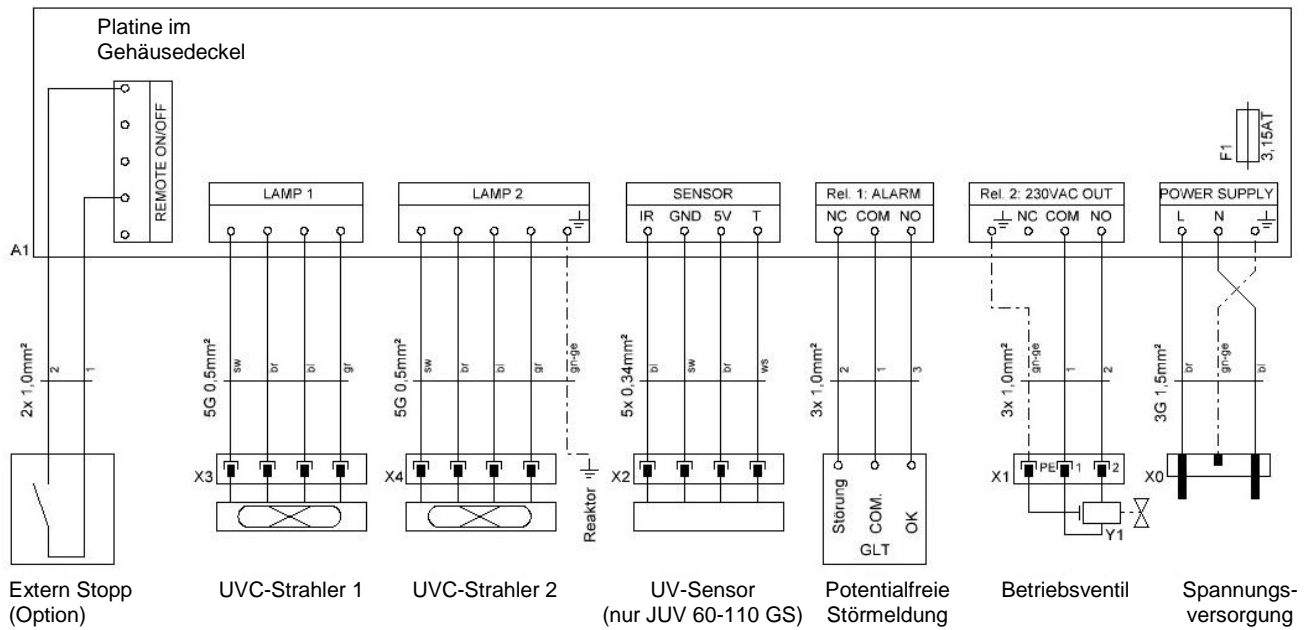 Platine im
Gehäusedeckel
REMOTE ON/OFF
F1
3,15AT
LAMP 1
LAMP 2
SENSOR
Rel. 1: ALARM
Rel. 2: 230VAC OUT
POWER SUPPLY
IR GND 5V T
NC COM NO
NC COM NO
L N
A1
2x 1,0mm²
2
1
5G 0,5mm²
sw
br
bl
gr
5G 0,5mm²
sw
br
bl
gr
gn-ge
5x 0,34mm²
bl
sw
br
ws
3x 1,0mm²
2
1
3
3x 1,0mm²
gn-ge
1
2
3G 1,5mm²
br
gn-ge
bl
X3
X4
Reaktor
X2
Störung
COM.
OK
GLT
X1
PE
1
2
Y1
X0
Extern Stopp
(Option)
UVC-Strahler 1
UVC-Strahler 2
UV-Sensor
(nur JUV 60-110 GS)
Potentialfreie
Störmeldung
Betriebsventil
Spannungs-
versorgung